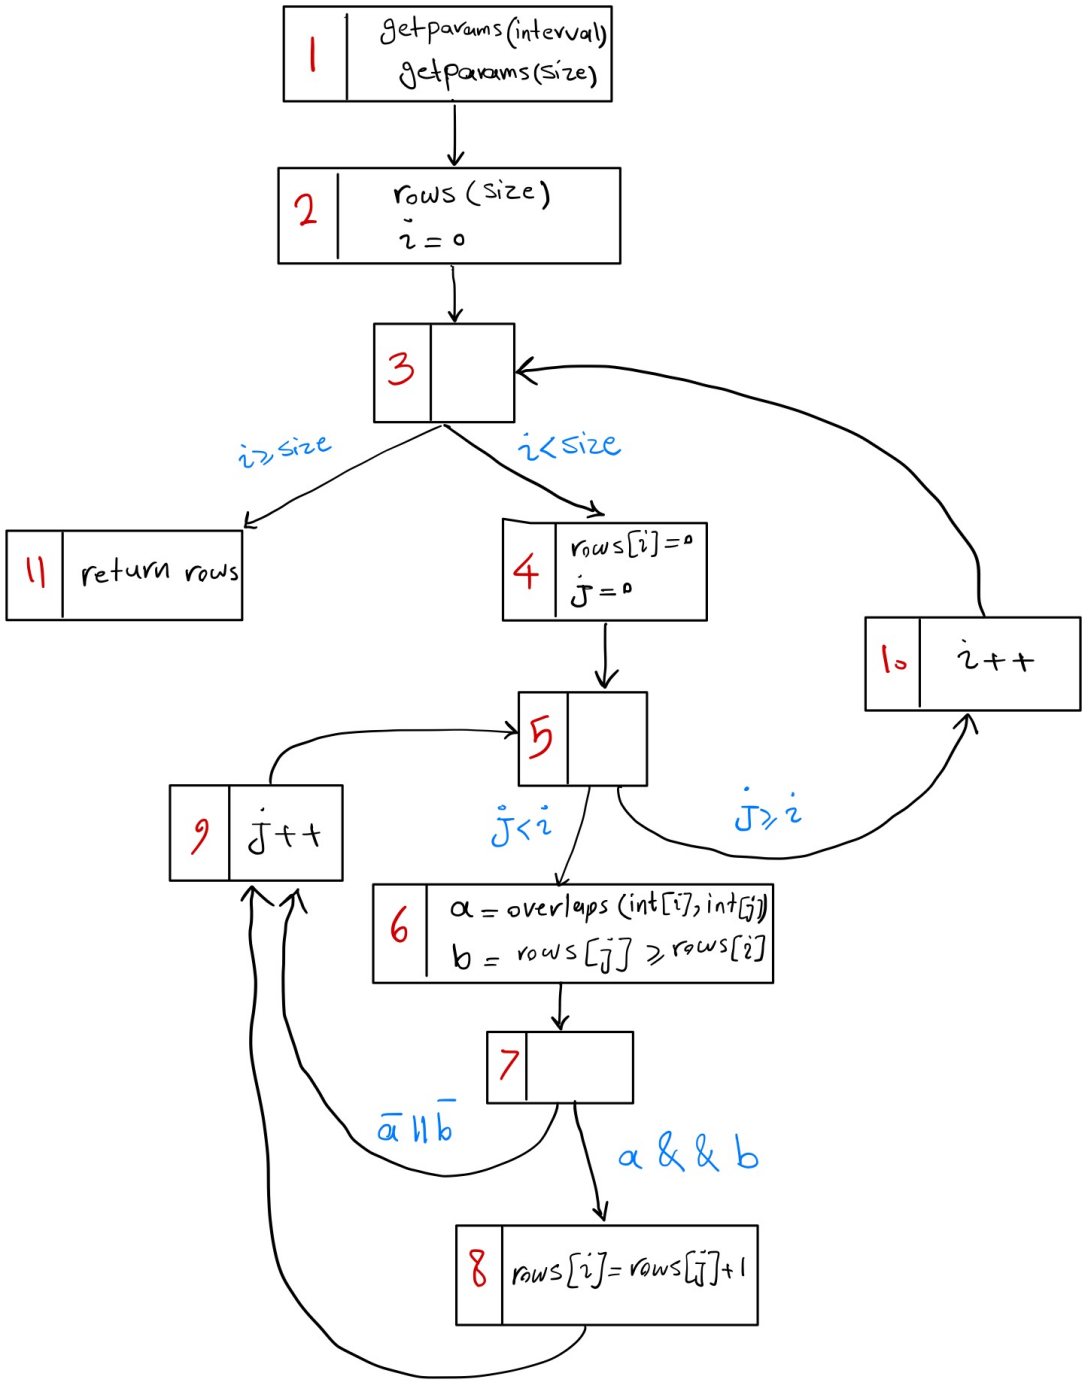 1
getparams(interval)
getparams(size)
2
rows(size)
i = 0
3
i⩾size
i<size
11
return rows
4
rows[i]=0
j=0
10
i++
5
9
j++
j<i
j⩾i
6
a = overlaps(int[i], int[j])
b = rows[j] ⩾ rows[i]
7
a̅ || b̅
a && b
8
rows[i]=rows[j]+1